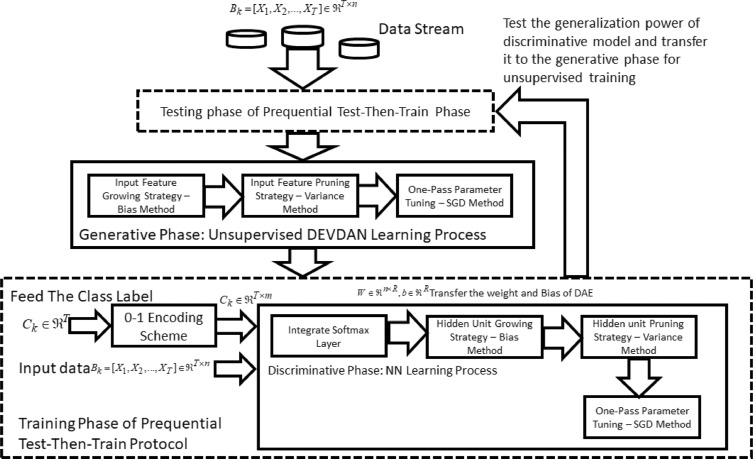 B_k = [X_1, X_2, ..., X_T] ∈ ℜ^{T×n}
Data Stream
Test the generalization power of
discriminative model and transfer
it to the generative phase for
unsupervised training
Testing phase of Prequential Test-Then-Train Phase
Input Feature
Growing Strategy –
Bias Method
Input Feature Pruning
Strategy – Variance
Method
One-Pass Parameter
Tuning – SGD Method
Generative Phase: Unsupervised DEVDAN Learning Process
Feed The Class Label
C_k ∈ ℜ^{T×m}
W ∈ ℜ^{n×R}, b ∈ ℜ^R Transfer the weight and Bias of DAE
C_k ∈ ℜ^T
0-1 Encoding
Scheme
Integrate Softmax
Layer
Hidden Unit Growing
Strategy – Bias
Method
Hidden unit Pruning
Strategy – Variance
Method
Input data B_k = [X_1, X_2, ..., X_T] ∈ ℜ^{T×n}
Discriminative Phase: NN Learning Process
One-Pass Parameter
Tuning – SGD Method
Training Phase of Prequential
Test-Then-Train Protocol